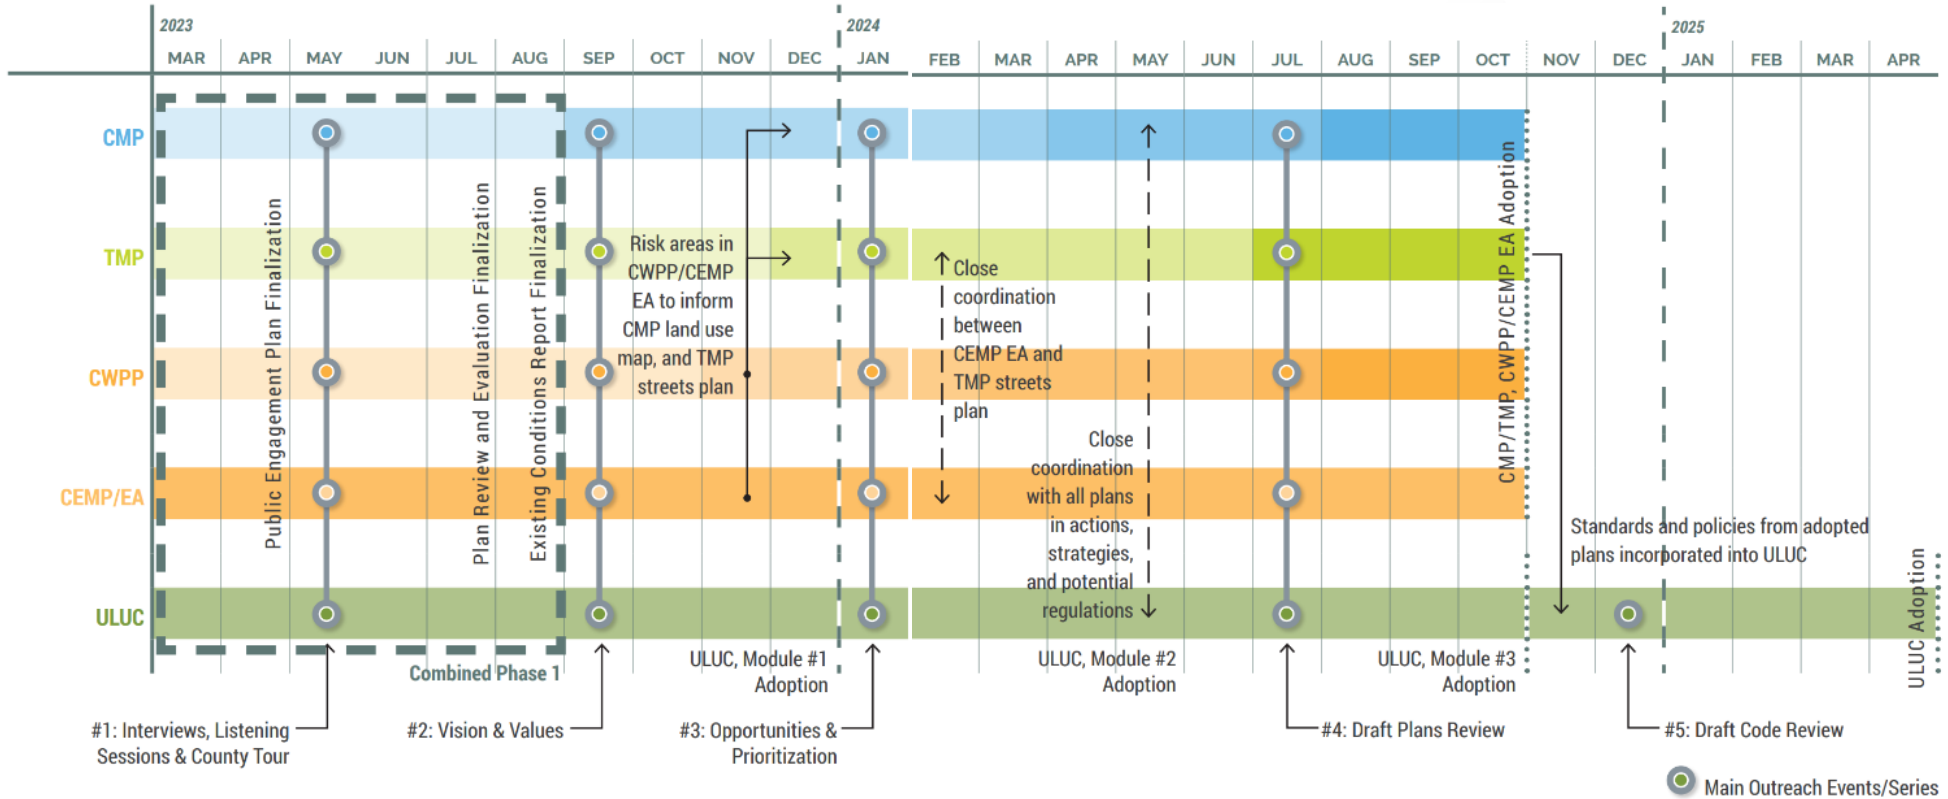 2023
2024
2025
MAR APR MAY JUN JUL AUG SEP OCT NOV DEC JAN FEB MAR APR MAY JUN JUL AUG SEP OCT NOV DEC JAN FEB MAR APR
CMP
TMP
CWPP
CEMP/EA
ULUC
Public Engagement Plan Finalization
Plan Review and Evaluation Finalization
Existing Conditions Report Finalization
Risk areas in
CWPP/CEMP
EA to inform
CMP land use
map, and TMP
streets plan
Close
coordination
between
CEMP EA and
TMP streets
plan
Close
coordination
with all plans
in actions,
strategies,
and potential
regulations
CMP/TMP, CWPP/CEMP EA Adoption
Standards and policies from adopted
plans incorporated into ULUC
ULUC Adoption
Combined Phase 1
ULUC, Module #1
Adoption
ULUC, Module #2
Adoption
ULUC, Module #3
Adoption
#1: Interviews, Listening
Sessions & County Tour
#2: Vision & Values
#3: Opportunities &
Prioritization
#4: Draft Plans Review
#5: Draft Code Review
Main Outreach Events/Series